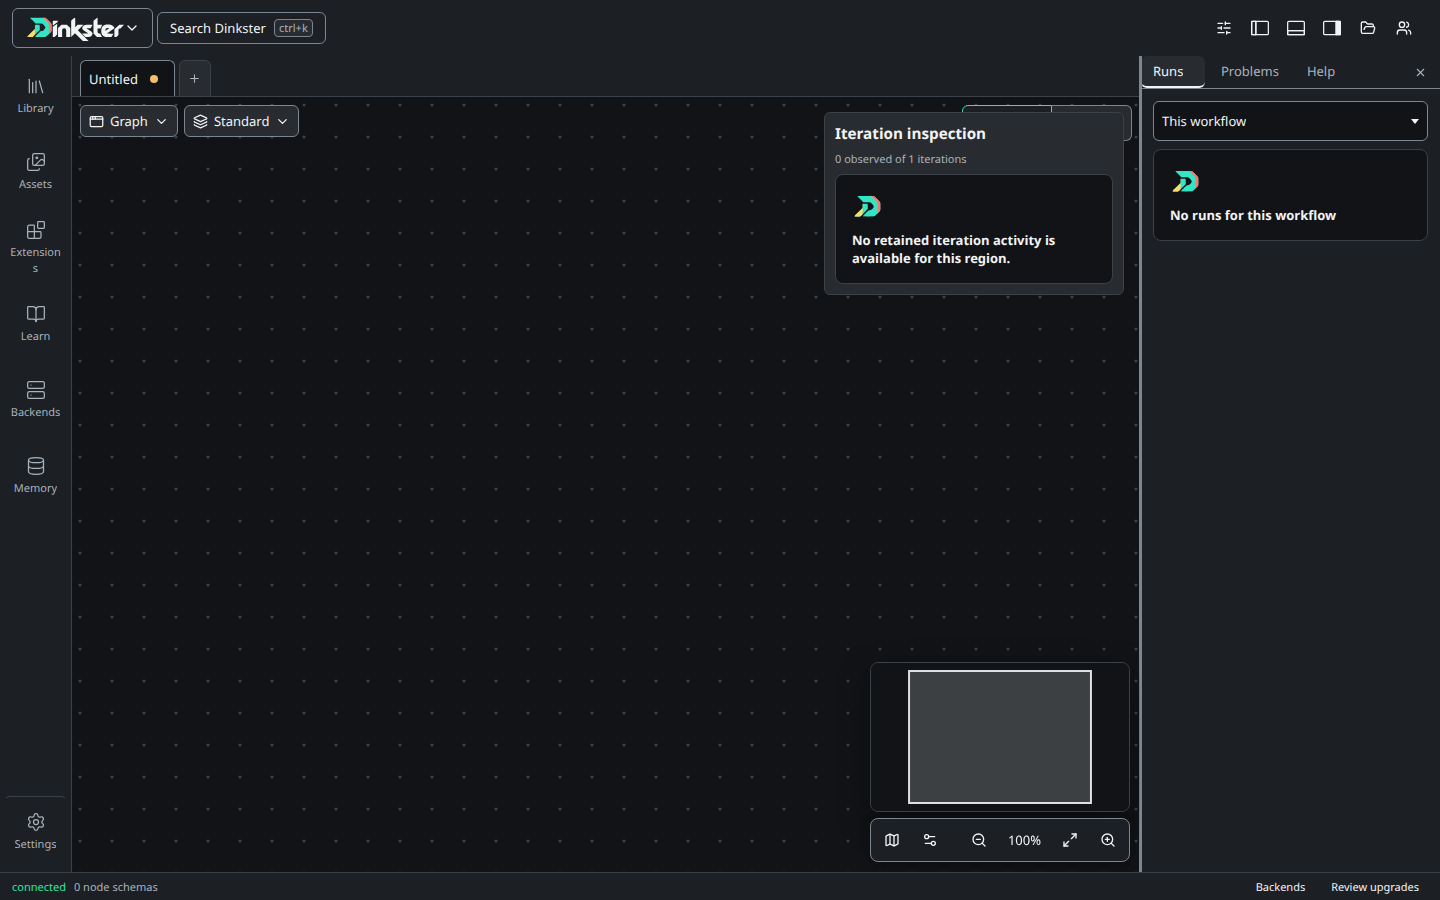 Dinkster
Search Dinkster ctrl+k
Library
Assets
Extension
s
Learn
Backends
Memory
Settings
Untitled
+
Graph
Standard
Iteration inspection
0 observed of 1 iterations
No retained iteration activity is
available for this region.
100%
Runs
Problems
Help
This workflow
No runs for this workflow
connected
0 node schemas
Backends
Review upgrades